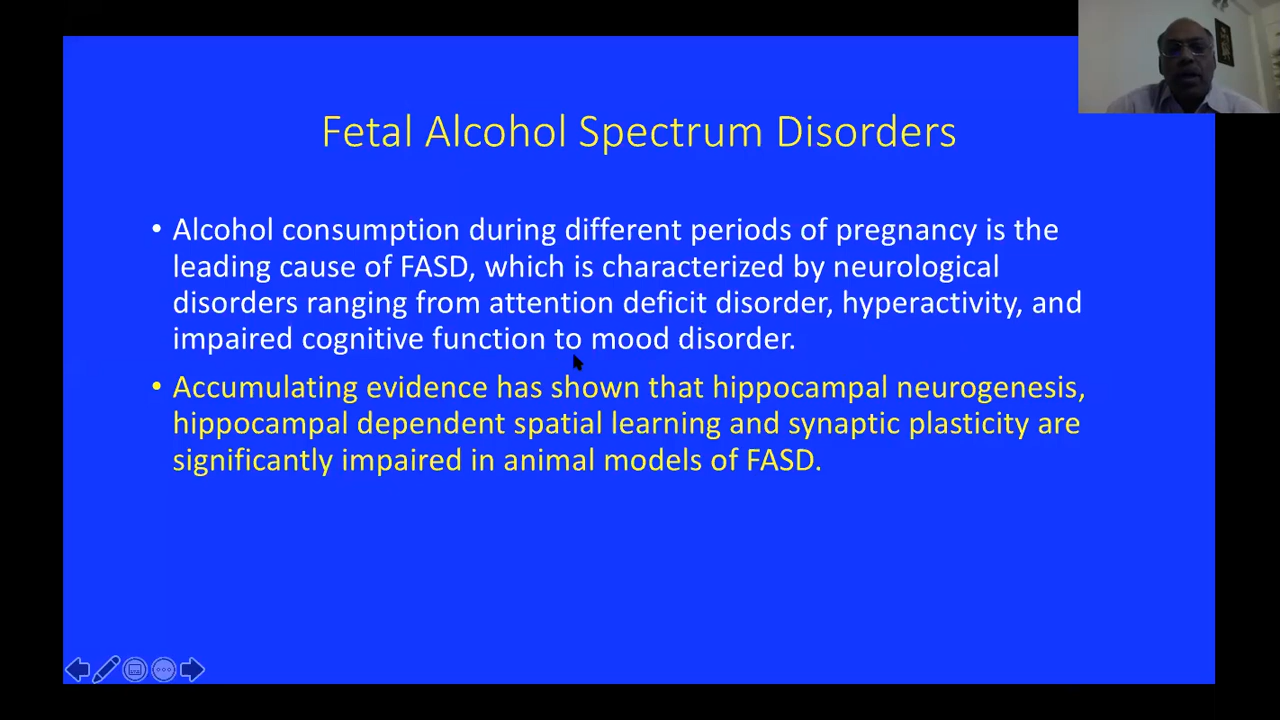 Fetal Alcohol Spectrum Disorders
• Alcohol consumption during different periods of pregnancy is the
leading cause of FASD, which is characterized by neurological
disorders ranging from attention deficit disorder, hyperactivity, and
impaired cognitive function to mood disorder.
• Accumulating evidence has shown that hippocampal neurogenesis,
hippocampal dependent spatial learning and synaptic plasticity are
significantly impaired in animal models of FASD.